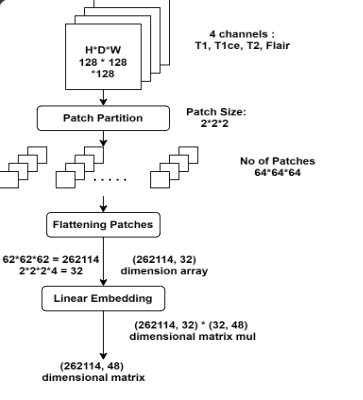 4 channels :
T1, T1ce, T2, Flair
H*D*W
128 * 128
*128
Patch Partition
Patch Size:
2*2*2
No of Patches
64*64*64
. . . . .
Flattening Patches
62*62*62 = 262114
2*2*2*4 = 32
(262114, 32)
dimension array
Linear Embedding
(262114, 32) * (32, 48)
dimensional matrix mul
(262114, 48)
dimensional matrix